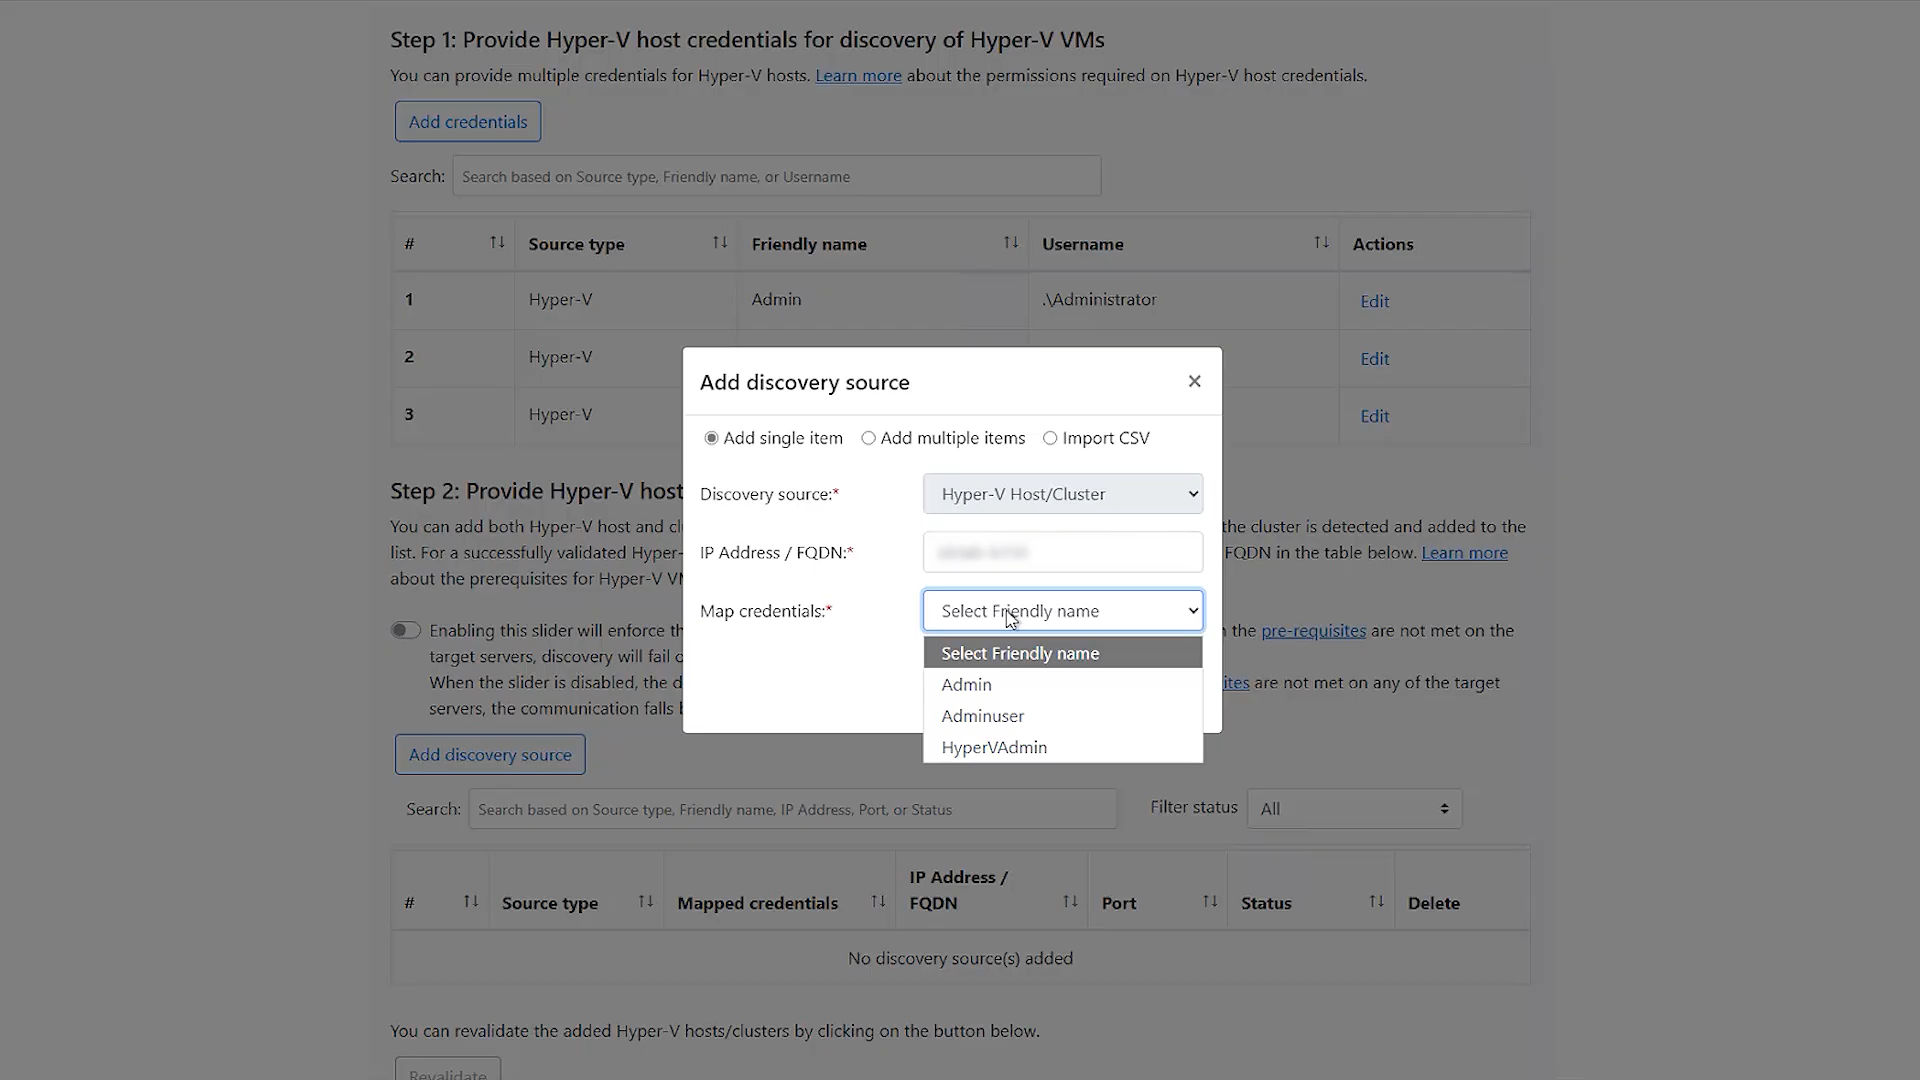 Step 1: Provide Hyper-V host credentials for discovery of Hyper-V VMs
You can provide multiple credentials for Hyper-V hosts. Learn more about the permissions required on Hyper-V host credentials.
Add credentials
Search: Search based on Source type, Friendly name, or Username
# Source type Friendly name Username Actions
1 Hyper-V Admin .\Administrator Edit
2 Hyper-V Edit
3 Hyper-V Edit
Add discovery source ×
Add single item Add multiple items Import CSV
Discovery source:* Hyper-V Host/Cluster
IP Address / FQDN:*
Map credentials:* Select Friendly name
Select Friendly name
Admin
Adminuser
HyperVAdmin
Step 2: Provide Hyper-V host
You can add both Hyper-V host and the cluster is detected and added to the
list. For a successfully validated Hyper- FQDN in the table below. Learn more
about the prerequisites for Hyper-V
Enabling this slider will enforce the pre-requisites are not met on the
target servers, discovery will fail
When the slider is disabled, the are not met on any of the target
servers, the communication falls
Add discovery source
Search: Search based on Source type, Friendly name, IP Address, Port, or Status Filter status All
# Source type Mapped credentials IP Address / FQDN Port Status Delete
No discovery source(s) added
You can revalidate the added Hyper-V hosts/clusters by clicking on the button below.
Revalidate